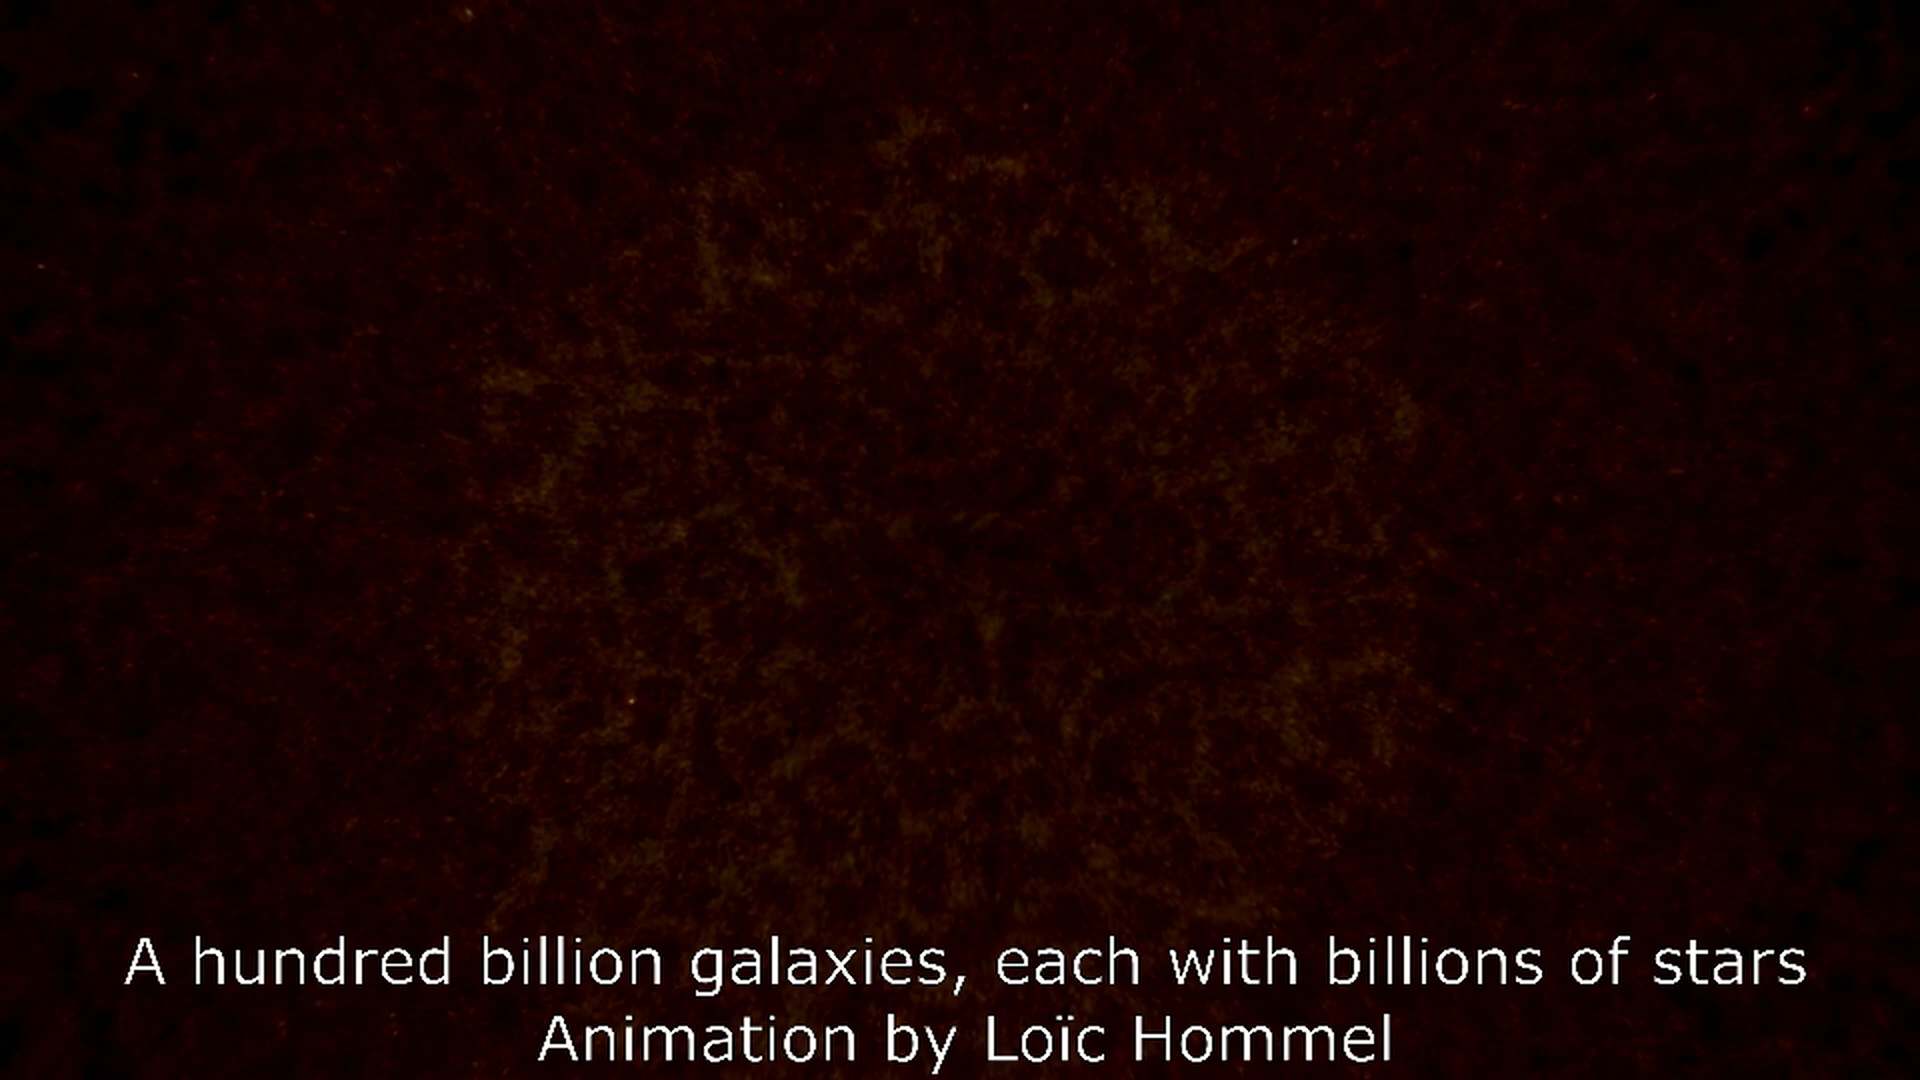 A hundred billion galaxies, each with billions of stars
Animation by Loïc Hommel